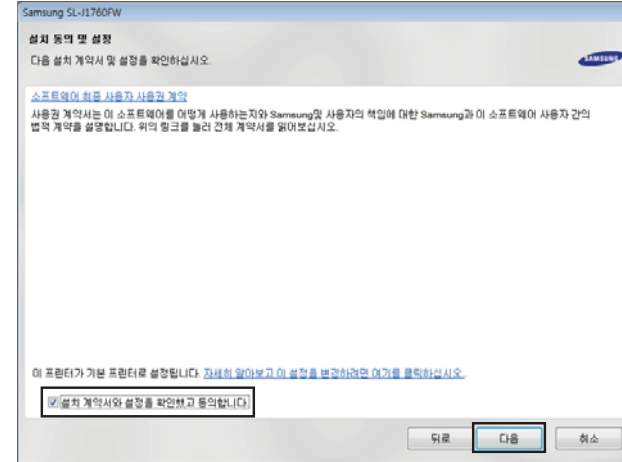 Samsung SL-J1760FW
설치 동의 및 설정
다음 설치 계약서 및 설정을 확인하십시오.
SAMSUNG
소프트웨어 최종 사용자 사용권 계약
사용권 계약서는 이 소프트웨어를 어떻게 사용하는지와 Samsung및 사용자의 책임에 대한 Samsung과 이 소프트웨어 사용자 간의
법적 계약을 설명합니다. 위의 링크를 눌러 전체 계약서를 읽어보십시오.
이 프린터가 기본 프린터로 설정됩니다. 자세히 알아보고 이 설정을 변경하려면 여기를 클릭하십시오.
설치 계약서와 설정을 확인했고 동의합니다.
뒤로 다음 취소